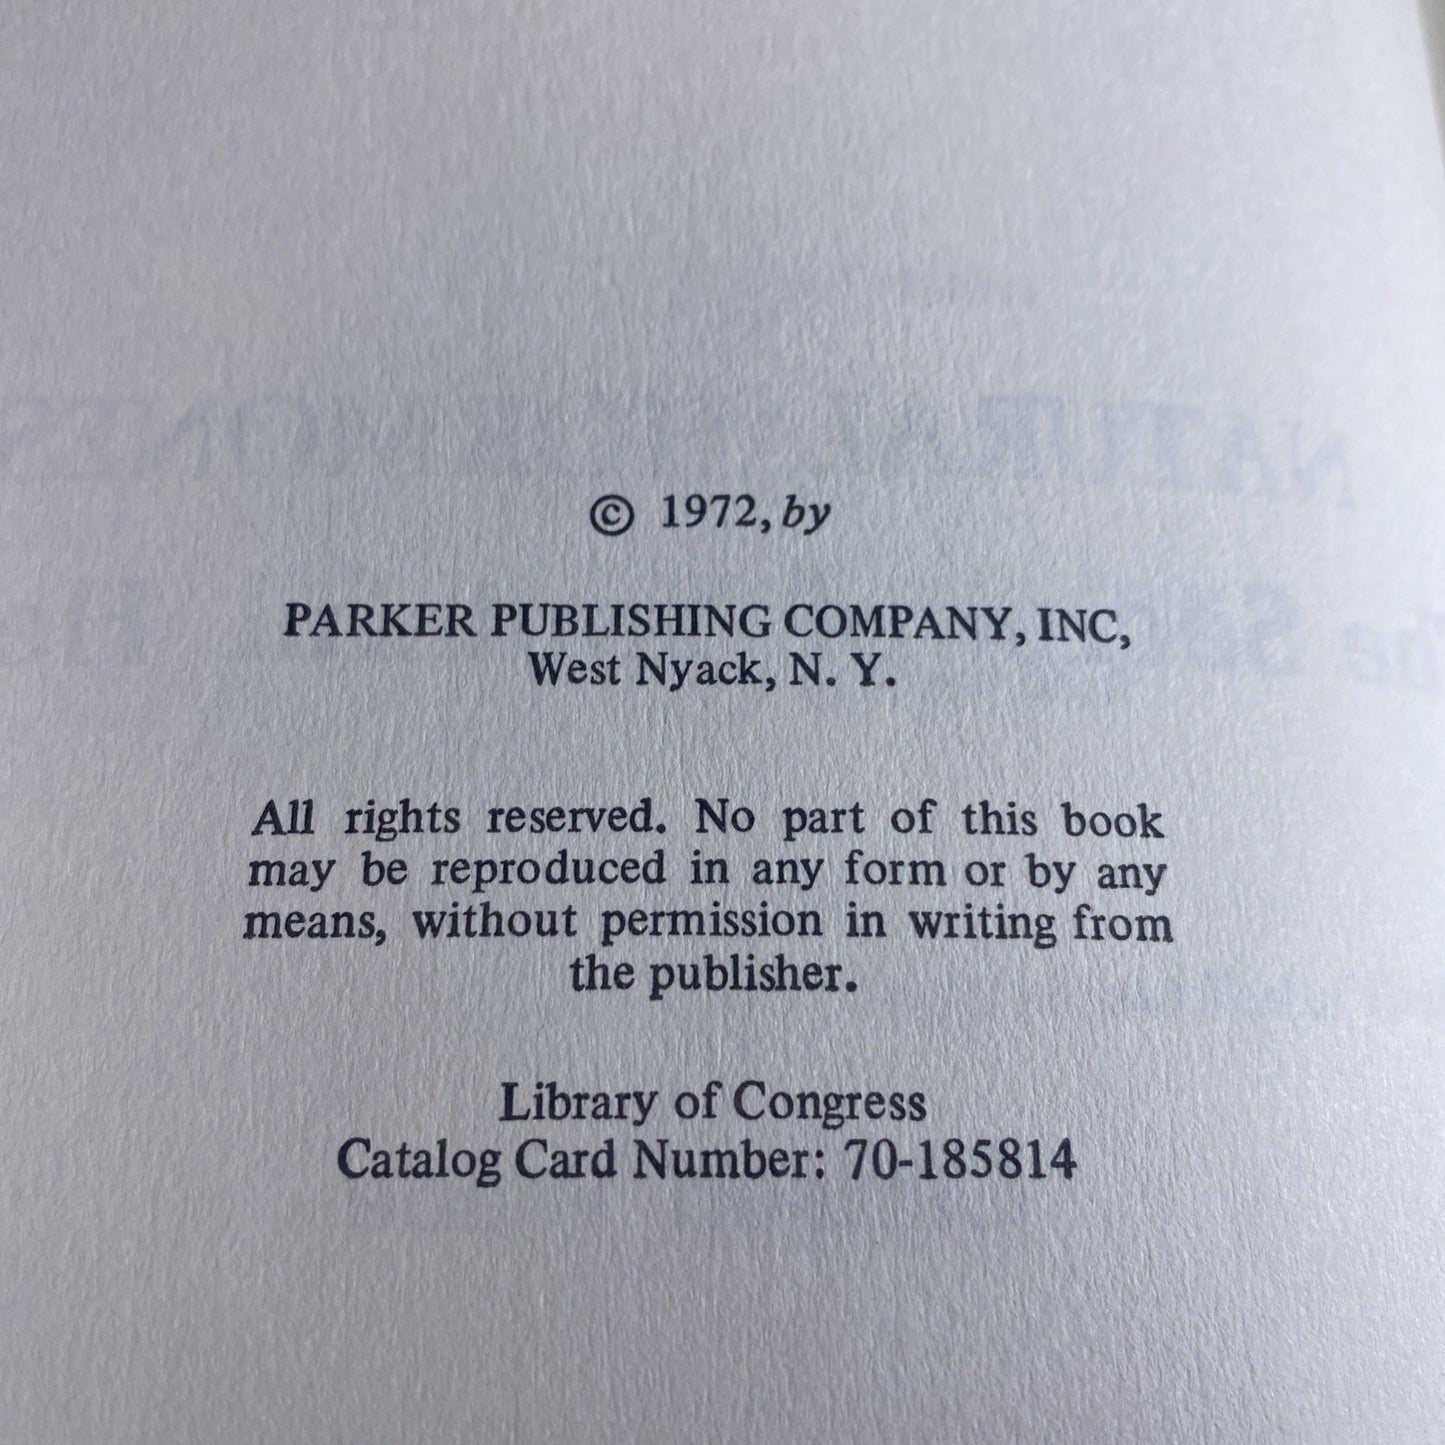 © 1972, by
PARKER PUBLISHING COMPANY, INC,
West Nyack, N. Y.
All rights reserved. No part of this book
may be reproduced in any form or by any
means, without permission in writing from
the publisher.
Library of Congress
Catalog Card Number: 70-185814